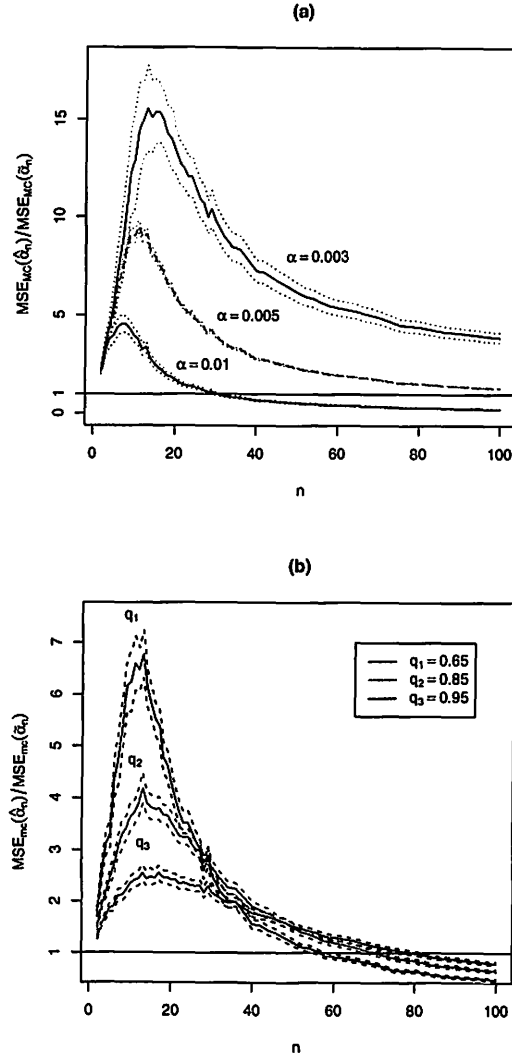 (a)
MSE_MC(α̂_n)/MSE_MC(α̃_n)
15
10
5
1
0
α = 0.003
α = 0.005
α = 0.01
0 20 40 60 80 100
n
(b)
MSE_mc(α̂_n)/MSE_mc(α̃_n)
7
6
5
4
3
2
1
q₁
q₂
q₃
q₁ = 0.65
q₂ = 0.85
q₃ = 0.95
0 20 40 60 80 100
n